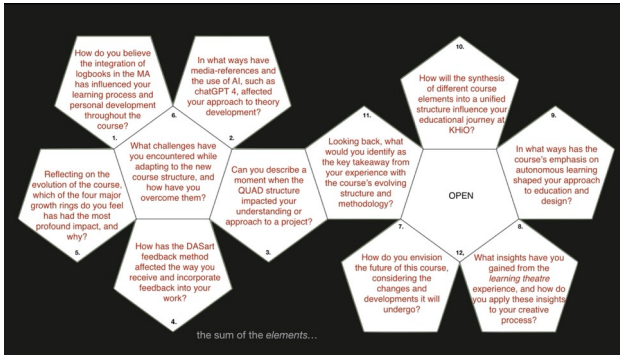 How do you believe
the integration of
logbooks in the MA
has influenced your
learning process and
personal development
throughout the
course?
1.
In what ways have
media-references and
the use of AI, such as
chatGPT 4, affected
your approach to theory
development?
2.
6.
What challenges have
you encountered while
adapting to the new
course structure, and
how have you
overcome them?
Reflecting on the
evolution of the course,
which of the four major
growth rings do you feel
has had the most
profound impact, and
why?
5.
Can you describe a
moment when the
QUAD structure
impacted your
understanding or
approach to a project?
3.
How has the DASart
feedback method
affected the way you
receive and incorporate
feedback into your
work?
4.
10.
How will the synthesis
of different course
elements into a unified
structure influence your
educational journey at
KHiO?
11.
Looking back, what
would you identify as
the key takeaway from
your experience with
the course's evolving
structure and
methodology?
9.
In what ways has the
course's emphasis on
autonomous learning
shaped your approach
to education and
design?
OPEN
12,
7.
How do you envision
the future of this course,
considering the
changes and
developments it will
undergo?
8.
What insights have you
gained from the
learning theatre
experience, and how do
you apply these insights
to your creative
process?
the sum of the elements...